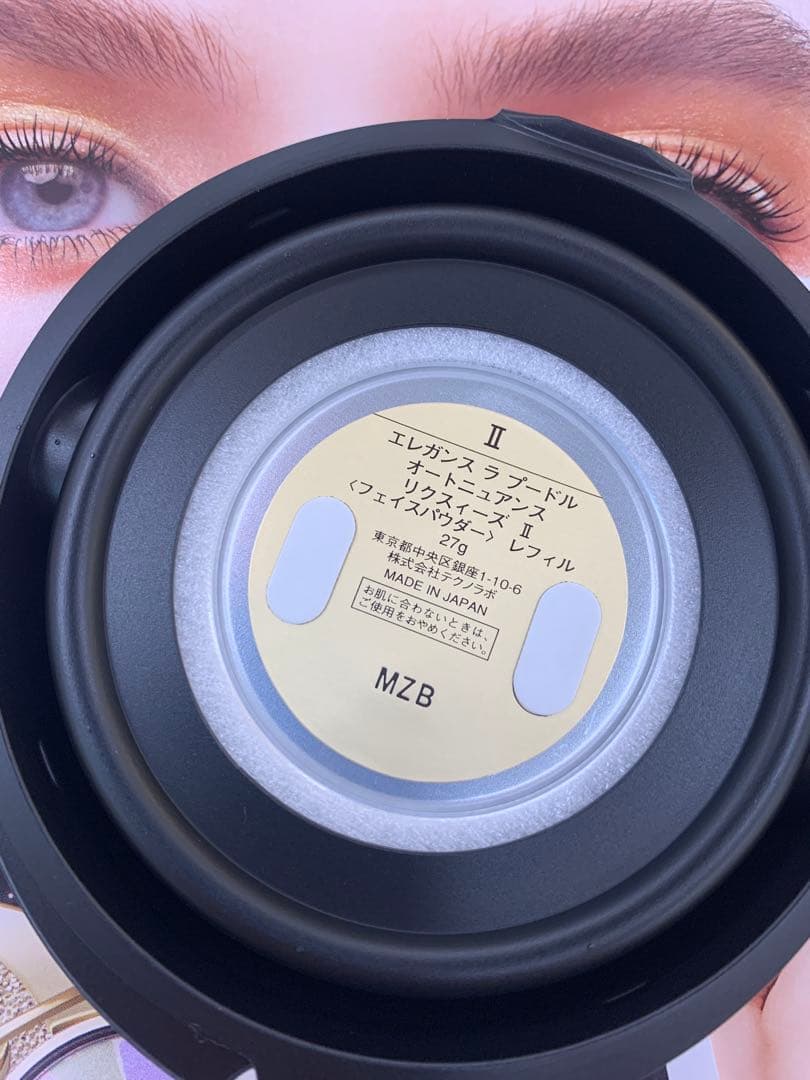 II
エレガンス ラ プードル
オートニュアンス
リクスィーズ II
〈フェイスパウダー〉 レフィル
27g
東京都中央区銀座1-10-6
株式会社テクノラボ
MADE IN JAPAN
お肌に合わないときは、
ご使用をおやめください。
MZB